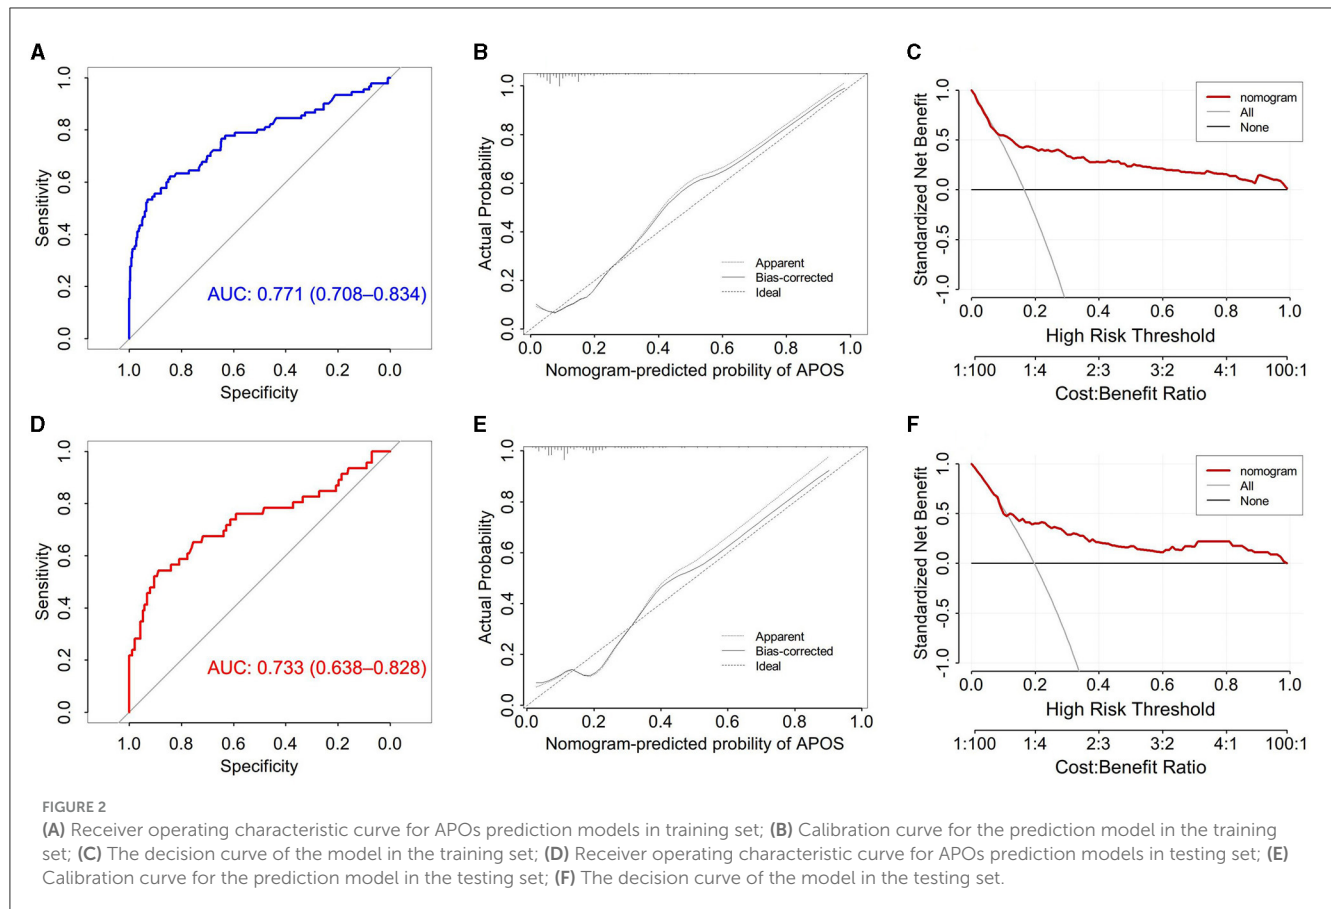 A
Sensitivity
0.0 0.2 0.4 0.6 0.8 1.0
AUC: 0.771 (0.708–0.834)
1.0 0.8 0.6 0.4 0.2 0.0
Specificity
B
Actual Probability
0.0 0.2 0.4 0.6 0.8 1.0
Apparent
Bias-corrected
Ideal
0.0 0.2 0.4 0.6 0.8 1.0
Nomogram-predicted probility of APOS
C
Standardized Net Benefit
-1.0 -0.5 0.0 0.5 1.0
nomogram
All
None
0.0 0.2 0.4 0.6 0.8 1.0
High Risk Threshold
1:100 1:4 2:3 3:2 4:1 100:1
Cost:Benefit Ratio
D
Sensitivity
0.0 0.2 0.4 0.6 0.8 1.0
AUC: 0.733 (0.638–0.828)
1.0 0.8 0.6 0.4 0.2 0.0
Specificity
E
Actual Probability
0.0 0.2 0.4 0.6 0.8 1.0
Apparent
Bias-corrected
Ideal
0.0 0.2 0.4 0.6 0.8 1.0
Nomogram-predicted probility of APOS
F
Standardized Net Benefit
-1.0 -0.5 0.0 0.5 1.0
nomogram
All
None
0.0 0.2 0.4 0.6 0.8 1.0
High Risk Threshold
1:100 1:4 2:3 3:2 4:1 100:1
Cost:Benefit Ratio
FIGURE 2
(A) Receiver operating characteristic curve for APOs prediction models in training set; (B) Calibration curve for the prediction model in the training
set; (C) The decision curve of the model in the training set; (D) Receiver operating characteristic curve for APOs prediction models in testing set; (E)
Calibration curve for the prediction model in the testing set; (F) The decision curve of the model in the testing set.